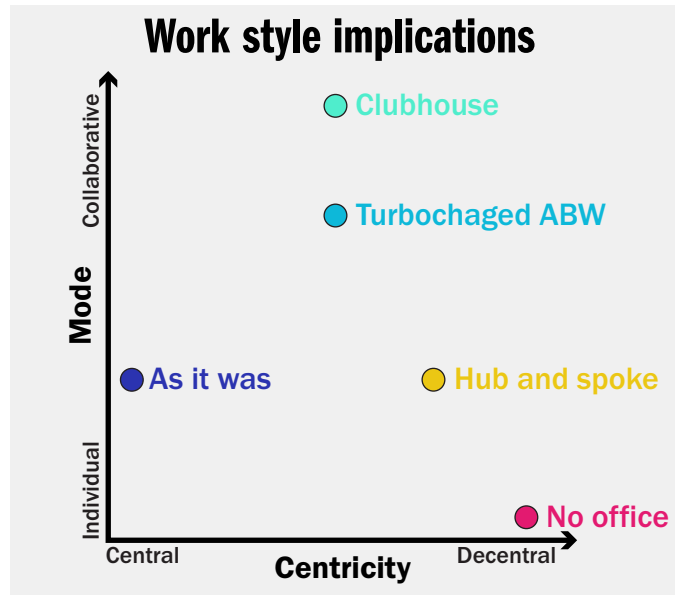 Work style implications
Collaborative
Clubhouse
Turbochaged ABW
Mode
As it was
Hub and spoke
Individual
No office
Central
Centricity
Decentral